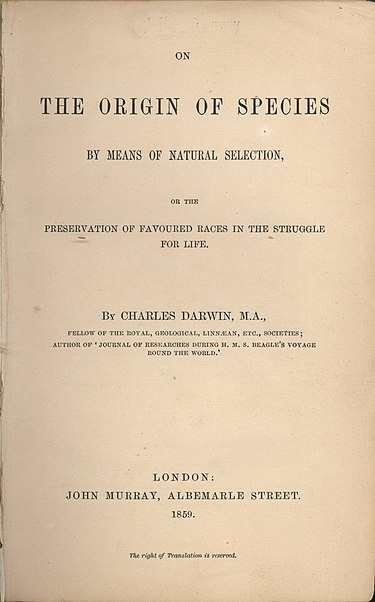 ON
THE ORIGIN OF SPECIES
BY MEANS OF NATURAL SELECTION,
OR THE
PRESERVATION OF FAVOURED RACES IN THE STRUGGLE
FOR LIFE.
BY CHARLES DARWIN, M.A.,
FELLOW OF THE ROYAL, GEOLOGICAL, LINNÆAN, ETC., SOCIETIES;
AUTHOR OF ‘JOURNAL OF RESEARCHES DURING H. M. S. BEAGLE’S VOYAGE
ROUND THE WORLD.’
LONDON:
JOHN MURRAY, ALBEMARLE STREET.
1859.
The right of Translation is reserved.